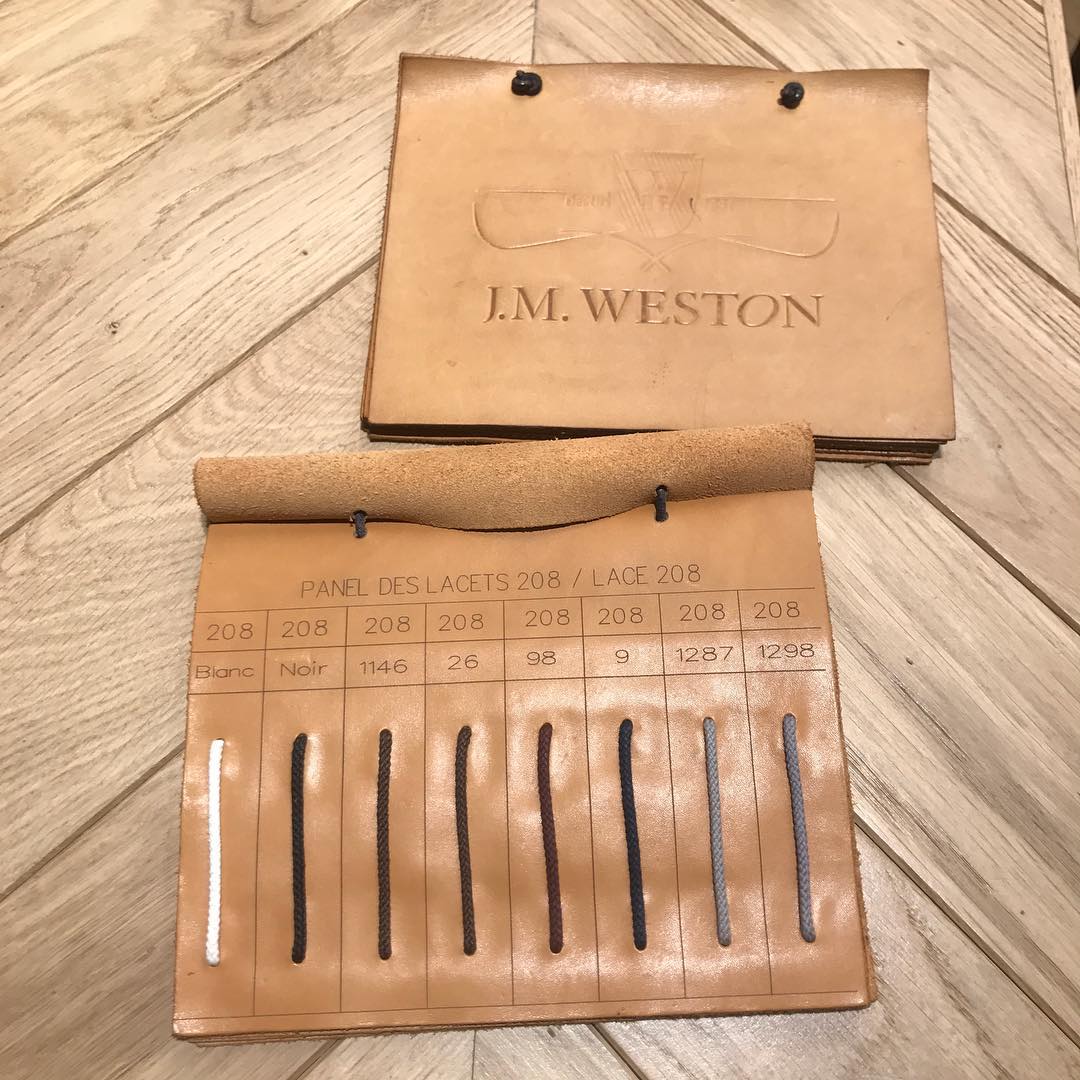 J.M. WESTON
PANEL DES LACETS 208 / LACE 208
208 208 208 208 208 208 208 208
Blanc Noir 1146 26 98 9 1287 1298